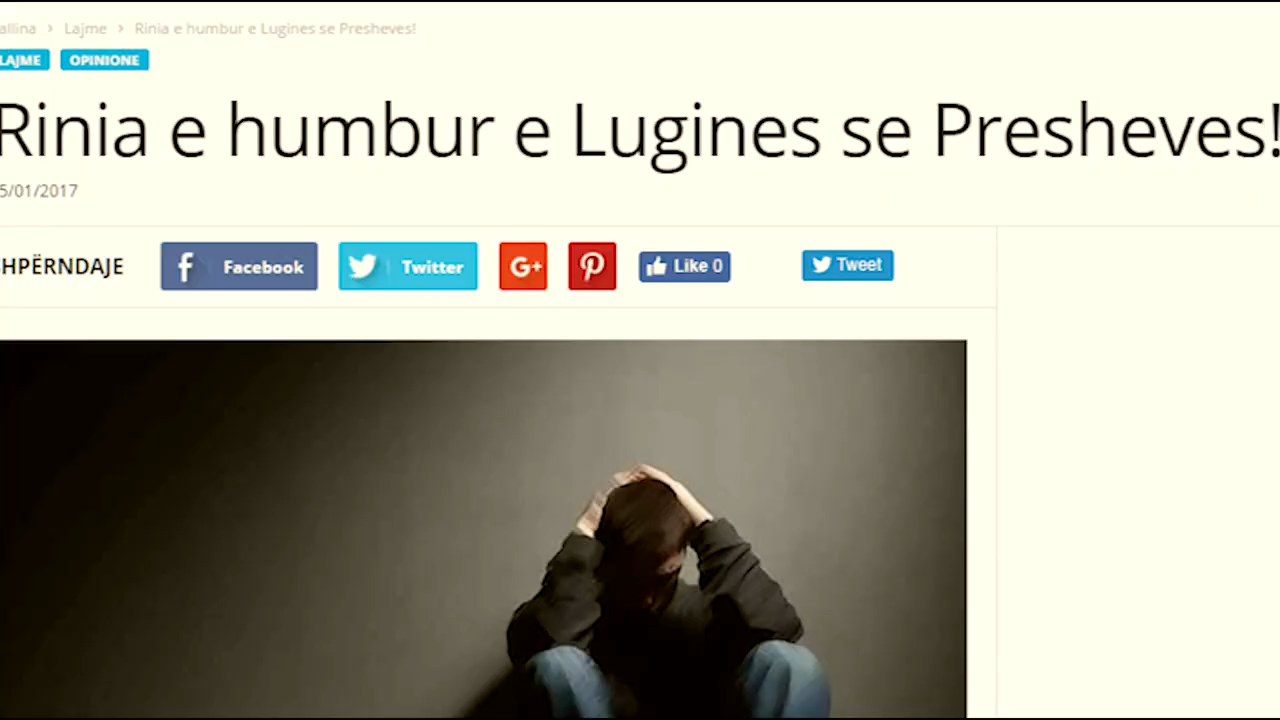 allina › Lajme › Rinia e humbur e Lugines se Presheves!
LAJME OPINIONE
Rinia e humbur e Lugines se Presheves!
5/01/2017
HPËRNDAJE Facebook Twitter G+ Like 0 Tweet